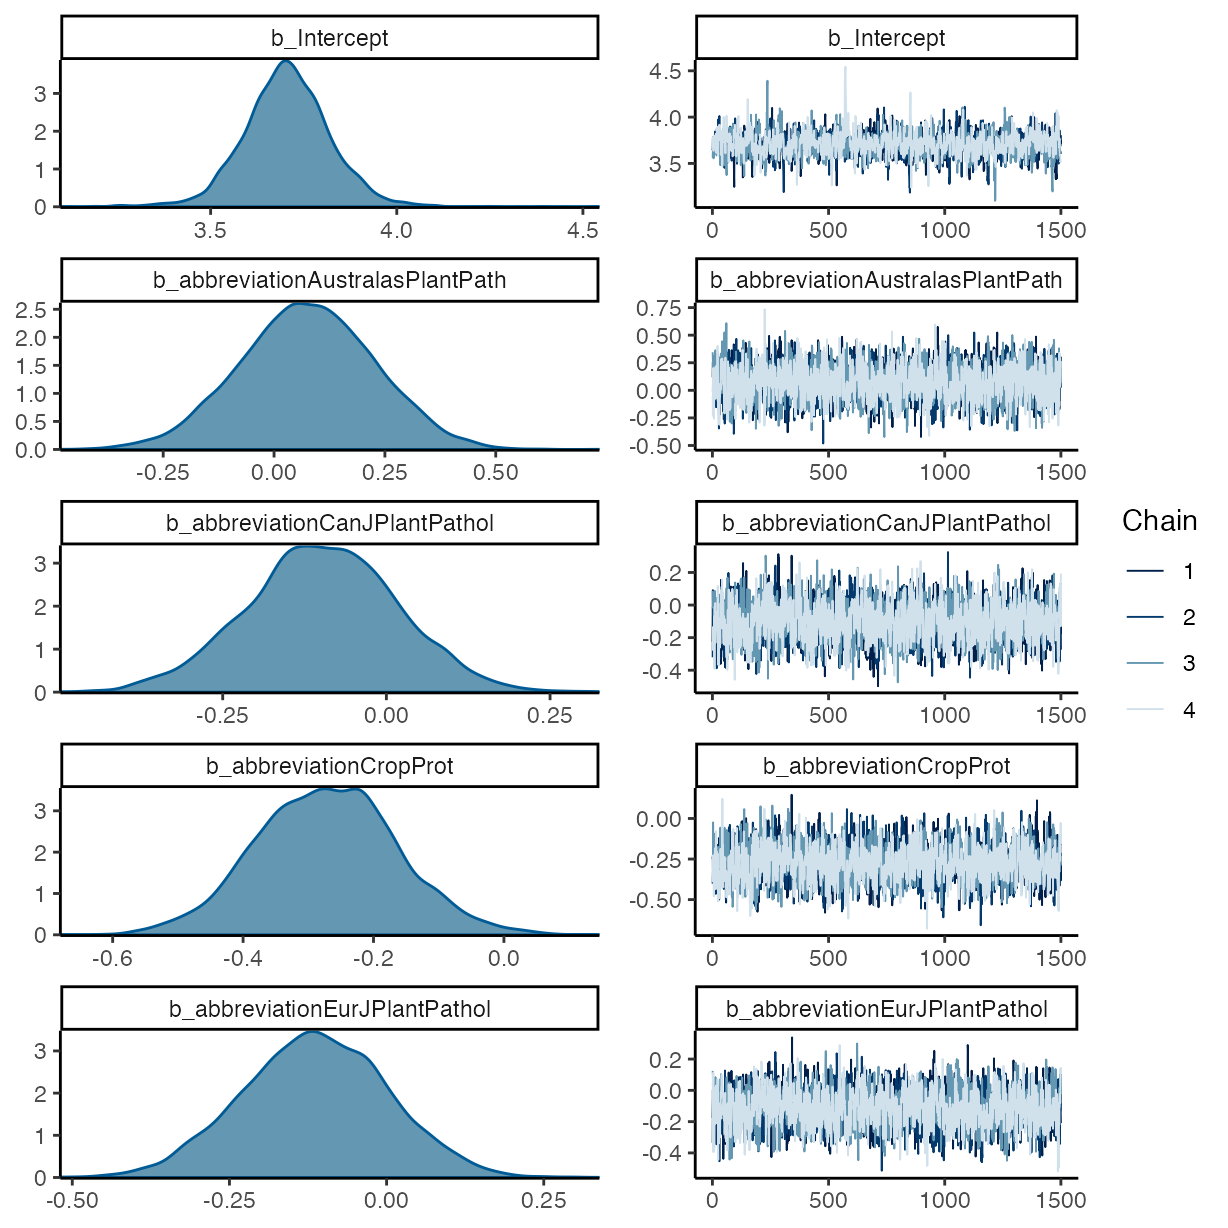 b_Intercept
3
2
1
0
3.5 4.0 4.5
b_Intercept
4.5
4.0
3.5
0 500 1000 1500
b_abbreviationAustralasPlantPath
2.5
2.0
1.5
1.0
0.5
0.0
-0.25 0.00 0.25 0.50
b_abbreviationAustralasPlantPath
0.75
0.50
0.25
0.00
-0.25
-0.50
0 500 1000 1500
b_abbreviationCanJPlantPathol
3
2
1
0
-0.25 0.00 0.25
b_abbreviationCanJPlantPathol
0.2
0.0
-0.2
-0.4
0 500 1000 1500
b_abbreviationCropProt
3
2
1
0
-0.6 -0.4 -0.2 0.0
b_abbreviationCropProt
0.00
-0.25
-0.50
0 500 1000 1500
b_abbreviationEurJPlantPathol
3
2
1
0
-0.50 -0.25 0.00 0.25
b_abbreviationEurJPlantPathol
0.2
0.0
-0.2
-0.4
0 500 1000 1500
Chain
1
2
3
4